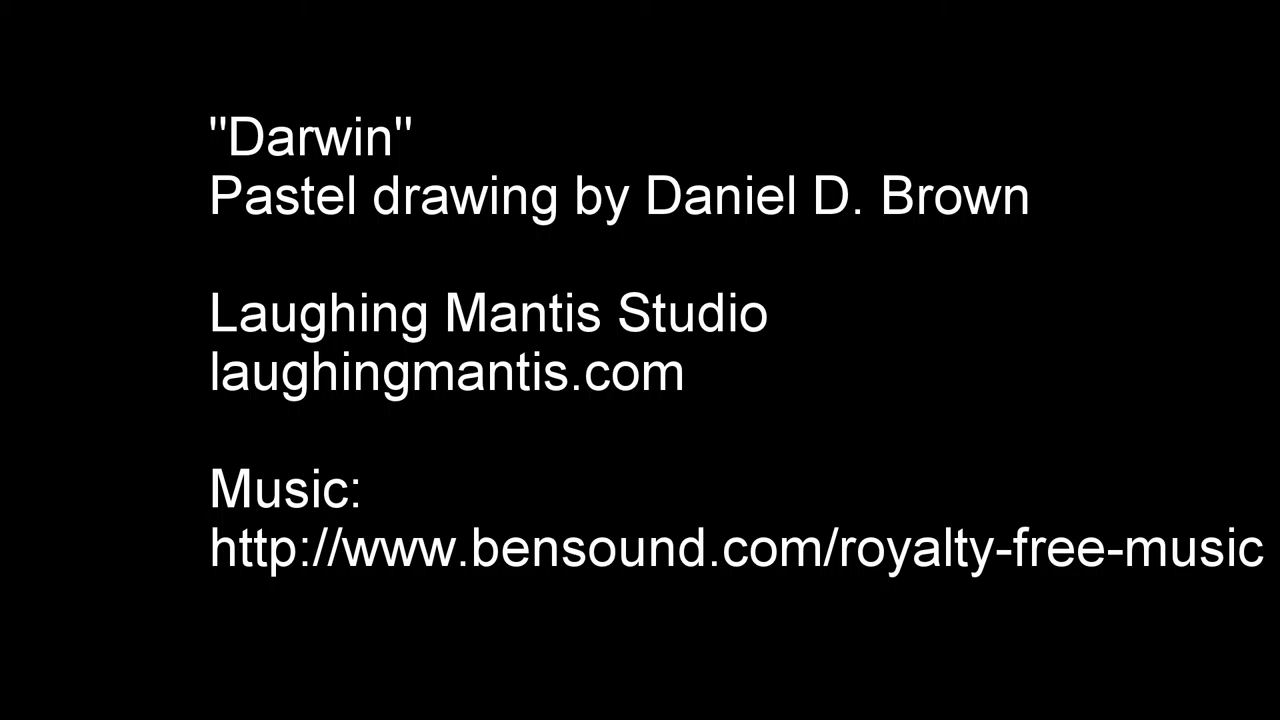 "Darwin"
Pastel drawing by Daniel D. Brown
Laughing Mantis Studio
laughingmantis.com
Music:
http://www.bensound.com/royalty-free-music